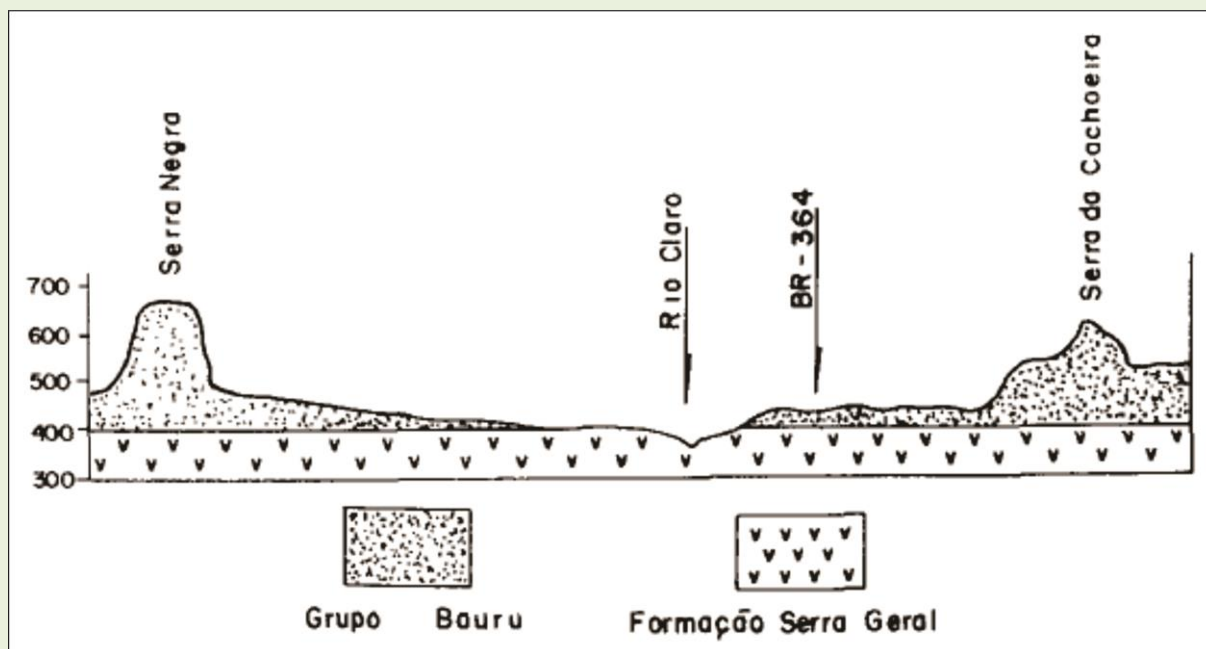 Serra Negra
Rio Claro
BR-364
Serra da Cachoeira
700
600
500
400
300
Grupo Bauru
Formação Serra Geral